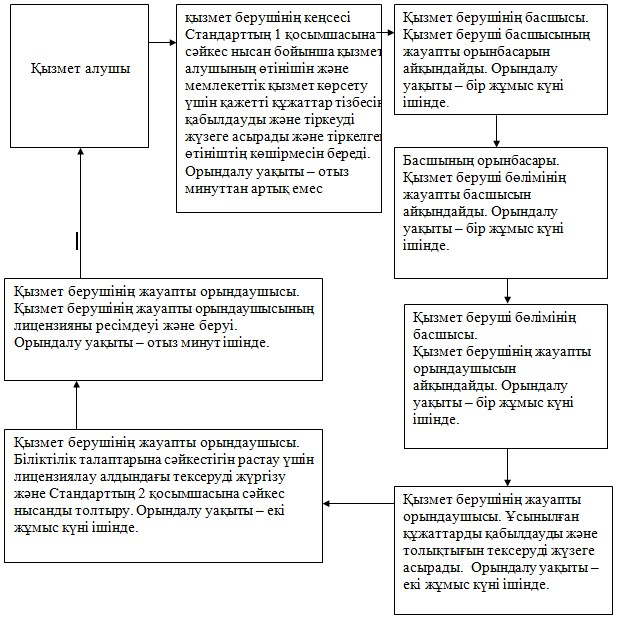 Қызмет алушы
қызмет берушінің кеңсесі
Стандарттың 1 қосымшасына
сәйкес нысан бойынша қызмет
алушының өтінішін және
мемлекеттік қызмет көрсету
үшін қажетті құжаттар тізбесін
қабылдауды және тіркеуді
жүзеге асырады және тіркелген
өтініштің көшірмесін береді.
Орындалу уақыты – отыз
минуттан артық емес
Қызмет берушінің басшысы.
Қызмет беруші басшысының
жауапты орынбасарын
айқындайды. Орындалу
уақыты – бір жұмыс күні
ішінде.
Басшының орынбасары.
Қызмет беруші бөлімінің
жауапты басшысын
айқындайды. Орындалу
уақыты – бір жұмыс күні
ішінде.
Қызмет беруші бөлімінің
басшысы.
Қызмет берушінің жауапты
орындаушысын
айқындайды. Орындалу
уақыты – бір жұмыс күні
ішінде.
Қызмет берушінің жауапты
орындаушысы. Ұсынылған
құжаттарды қабылдауды және
толықтығын тексеруді жүзеге
асырады. Орындалу уақыты –
екі жұмыс күні ішінде.
Қызмет берушінің жауапты орындаушысы.
Біліктілік талаптарына сәйкестігін растау үшін
лицензиялау алдындағы тексеруді жүргізу
және Стандарттың 2 қосымшасына сәйкес
нысанды толтыру. Орындалу уақыты – екі
жұмыс күні ішінде.
Қызмет берушінің жауапты орындаушысы.
Қызмет берушінің жауапты орындаушысының
лицензияны ресімдеуі және беруі.
Орындалу уақыты – отыз минут ішінде.